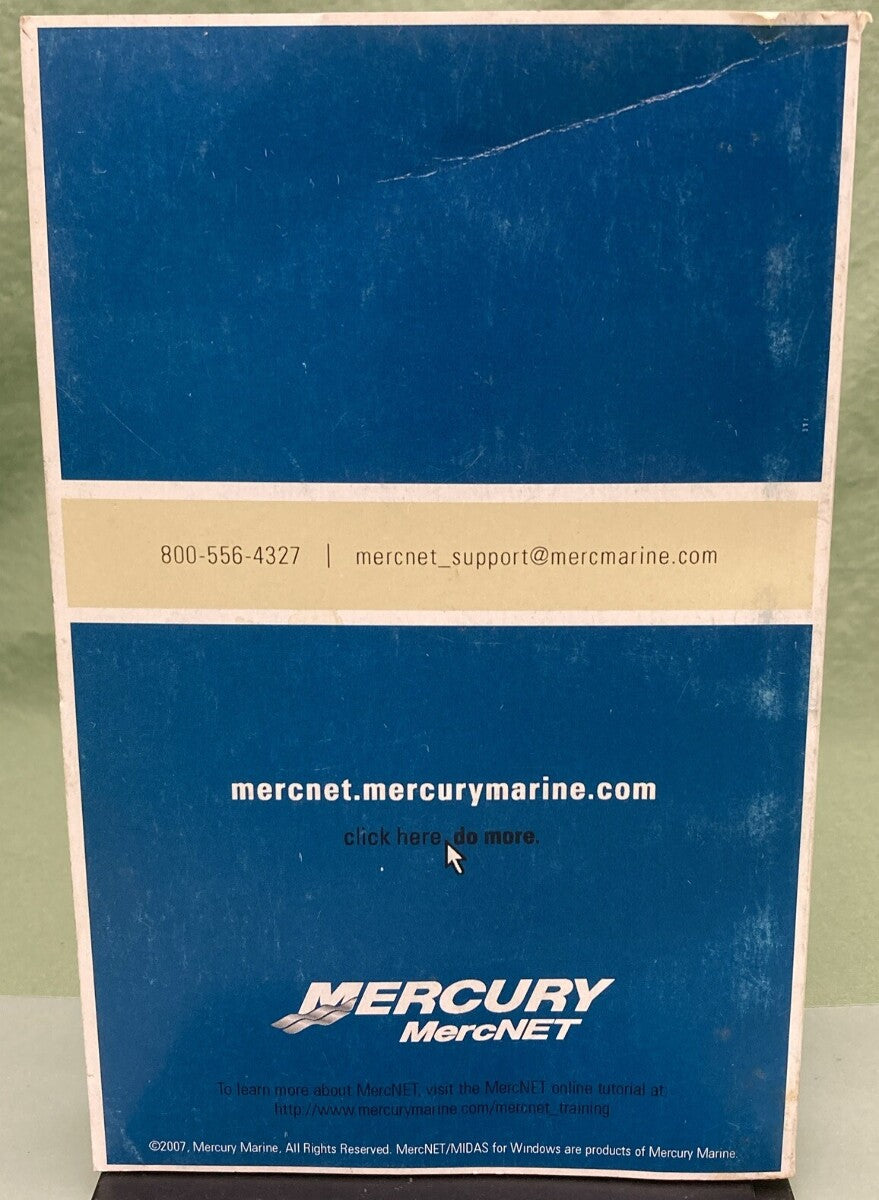 800-556-4327 | mercnet_support@mercmarine.com
mercnet.mercurymarine.com
click here. do more.
MERCURY
MercNET
To learn more about MercNET, visit the MercNET online tutorial at:
http://www.mercurymarine.com/mercnet_training
©2007, Mercury Marine, All Rights Reserved. MercNET/MIDAS for Windows are products of Mercury Marine.